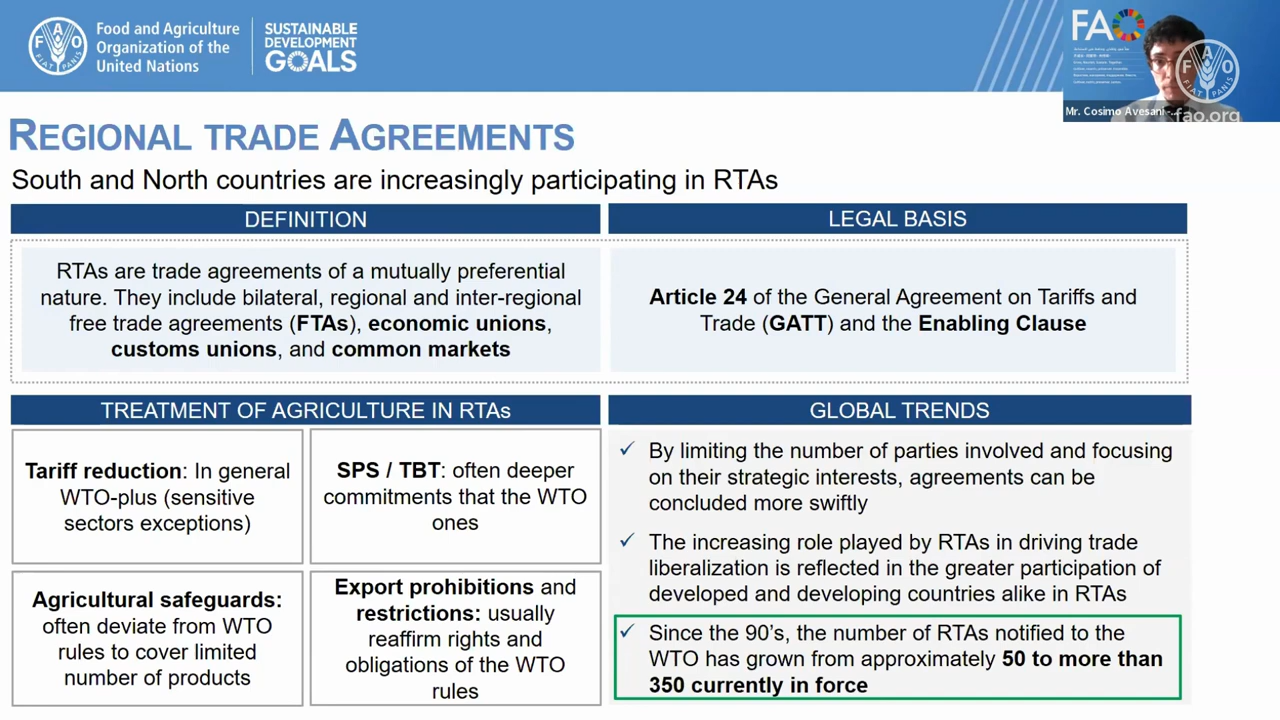 Food and Agriculture
Organization of the
United Nations
SUSTAINABLE
DEVELOPMENT
GOALS
F A O
FIAT PANIS
FAO
F A O
FIAT PANIS
Mr. Cosimo Avesani-...
fao.org
REGIONAL TRADE AGREEMENTS
South and North countries are increasingly participating in RTAs
DEFINITION
RTAs are trade agreements of a mutually preferential
nature. They include bilateral, regional and inter-regional
free trade agreements (FTAs), economic unions,
customs unions, and common markets
LEGAL BASIS
Article 24 of the General Agreement on Tariffs and
Trade (GATT) and the Enabling Clause
TREATMENT OF AGRICULTURE IN RTAs
Tariff reduction: In general
WTO-plus (sensitive
sectors exceptions)
SPS / TBT: often deeper
commitments that the WTO
ones
Agricultural safeguards:
often deviate from WTO
rules to cover limited
number of products
Export prohibitions and
restrictions: usually
reaffirm rights and
obligations of the WTO
rules
GLOBAL TRENDS
✓ By limiting the number of parties involved and focusing
on their strategic interests, agreements can be
concluded more swiftly
✓ The increasing role played by RTAs in driving trade
liberalization is reflected in the greater participation of
developed and developing countries alike in RTAs
✓ Since the 90's, the number of RTAs notified to the
WTO has grown from approximately 50 to more than
350 currently in force